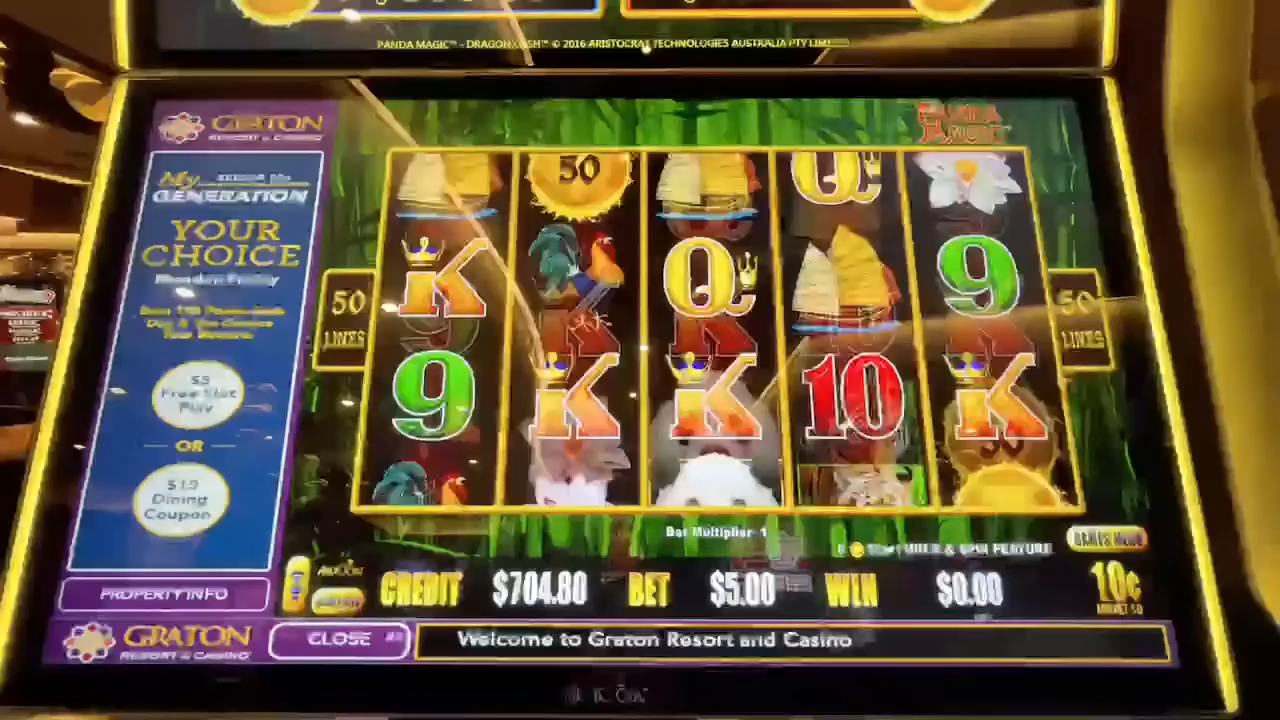 PANDA MAGIC™ - DRAGON CASH™ © 2016 ARISTOCRAT TECHNOLOGIES AUSTRALIA PTY LIMITED
GRATON
RESORT & CASINO
PANDA
MAGIC
My
GENERATION
YOUR
CHOICE
$5
Free Slot
Play
OR
Dining
Coupon
50
Q
K
Q
9
50
LINES
50
LINES
9
K
K
10
K
Bet Multiplier 1
CREDIT $704.80 BET $5.00 WIN $0.00 10¢
PROPERTY INFO
GRATON
RESORT & CASINO
CLOSE
Welcome to Graton Resort and Casino